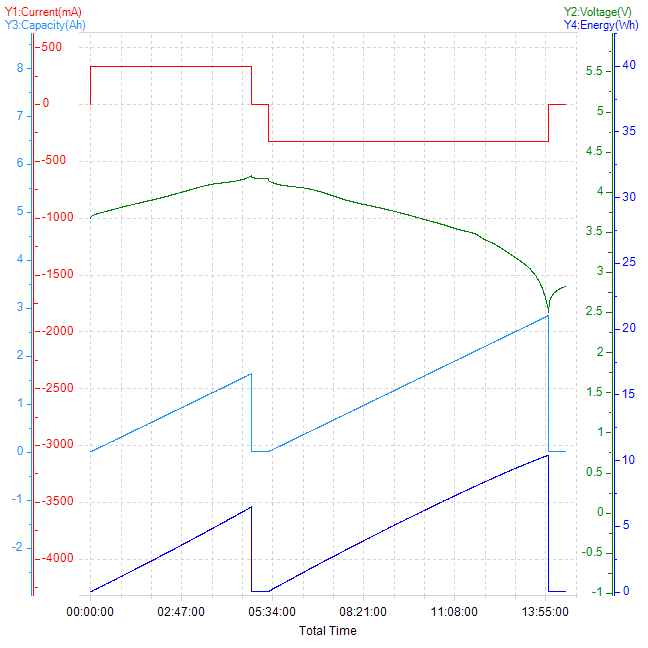 Y1:Current(mA) Y2:Voltage(V)
Y3:Capacity(Ah) Y4:Energy(Wh)
8 7 6 5 4 3 2 1 0 -1 -2
500 0 -500 -1000 -1500 -2000 -2500 -3000 -3500 -4000
5.5 5 4.5 4 3.5 3 2.5 2 1.5 1 0.5 0 -0.5 -1
40 35 30 25 20 15 10 5 0
00:00:00 02:47:00 05:34:00 08:21:00 11:08:00 13:55:00
Total Time